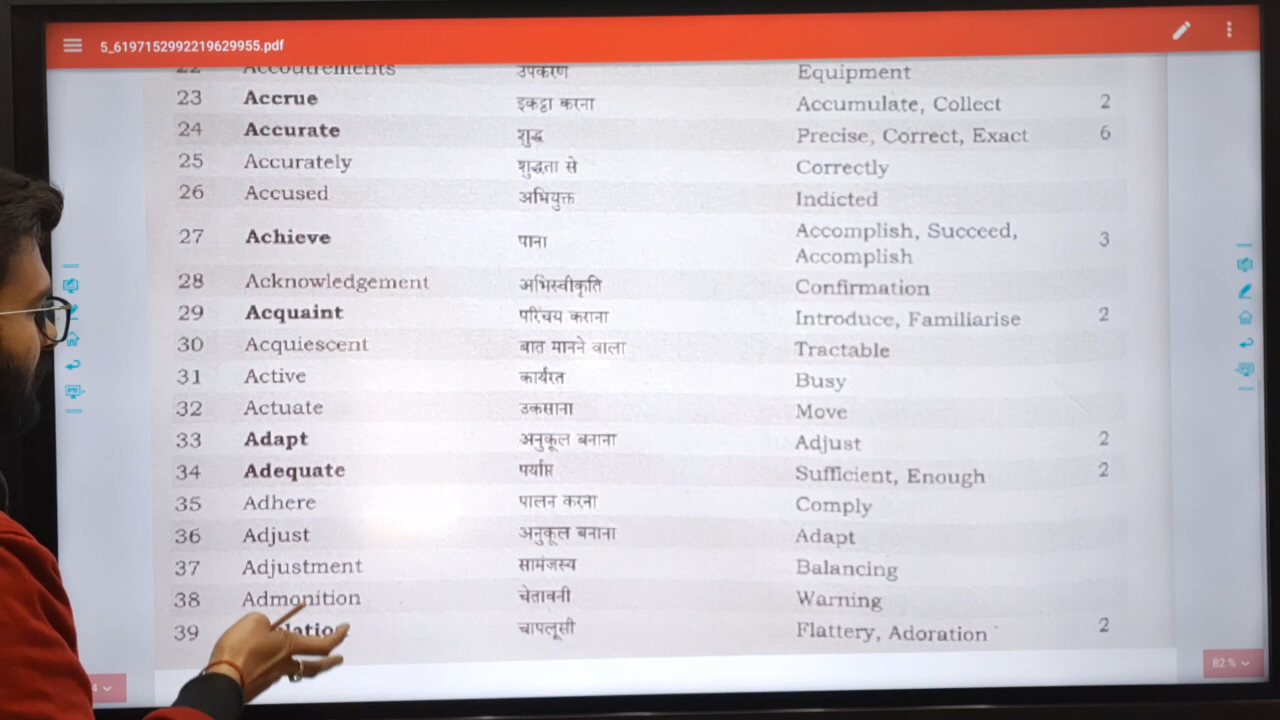 5_6197152992219629955.pdf
22 Accoutrements उपकरण Equipment
23 Accrue इकट्ठा करना Accumulate, Collect 2
24 Accurate शुद्ध Precise, Correct, Exact 6
25 Accurately शुद्धता से Correctly
26 Accused अभियुक्त Indicted
27 Achieve पाना Accomplish, Succeed, Accomplish 3
28 Acknowledgement अभिस्वीकृति Confirmation
29 Acquaint परिचय कराना Introduce, Familiarise 2
30 Acquiescent बात मानने वाला Tractable
31 Active कार्यरत Busy
32 Actuate उकसाना Move
33 Adapt अनुकूल बनाना Adjust 2
34 Adequate पर्याप्त Sufficient, Enough 2
35 Adhere पालन करना Comply
36 Adjust अनुकूल बनाना Adapt
37 Adjustment सामंजस्य Balancing
38 Admonition चेतावनी Warning
39 चापलूसी Flattery, Adoration 2
82%